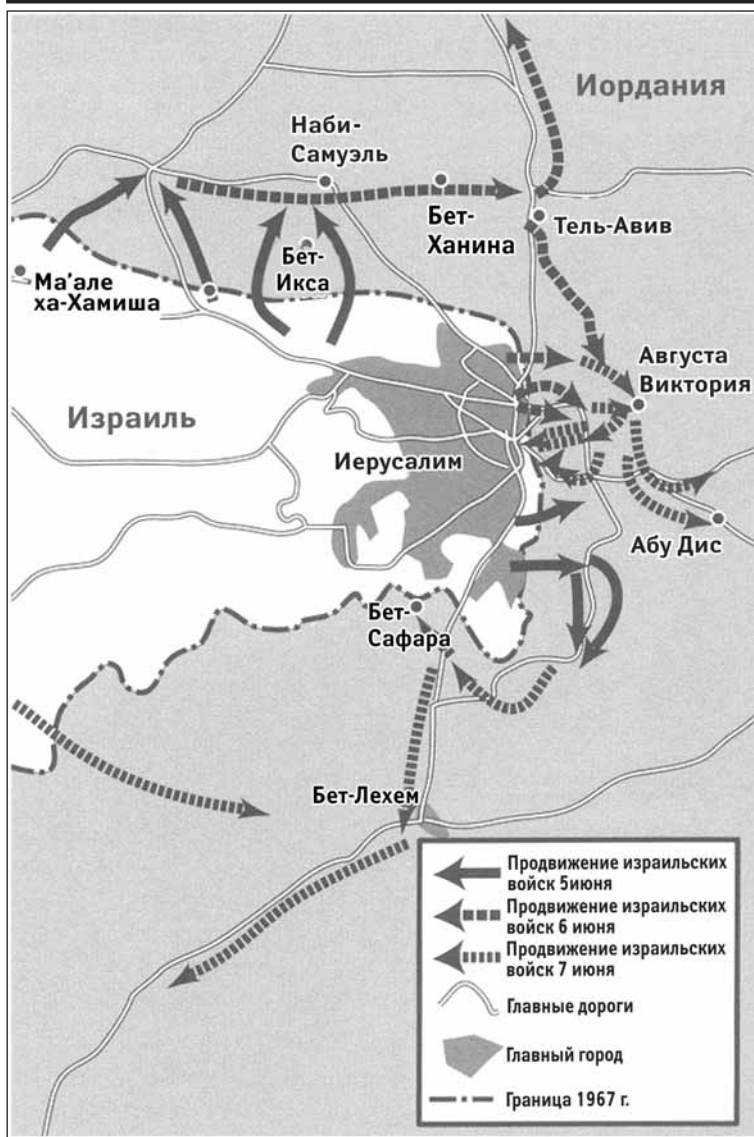 Иордания
Наби-
Самуэль
Бет-
Ханина
Тель-Авив
Бет-
Икса
Ма’але
ха-Хамиша
Августа
Виктория
Израиль
Иерусалим
Абу Дис
Бет-
Сафара
Бет-Лехем
Продвижение израильских
войск 5июня
Продвижение израильских
войск 6 июня
Продвижение израильских
войск 7 июня
Главные дороги
Главный город
Граница 1967 г.